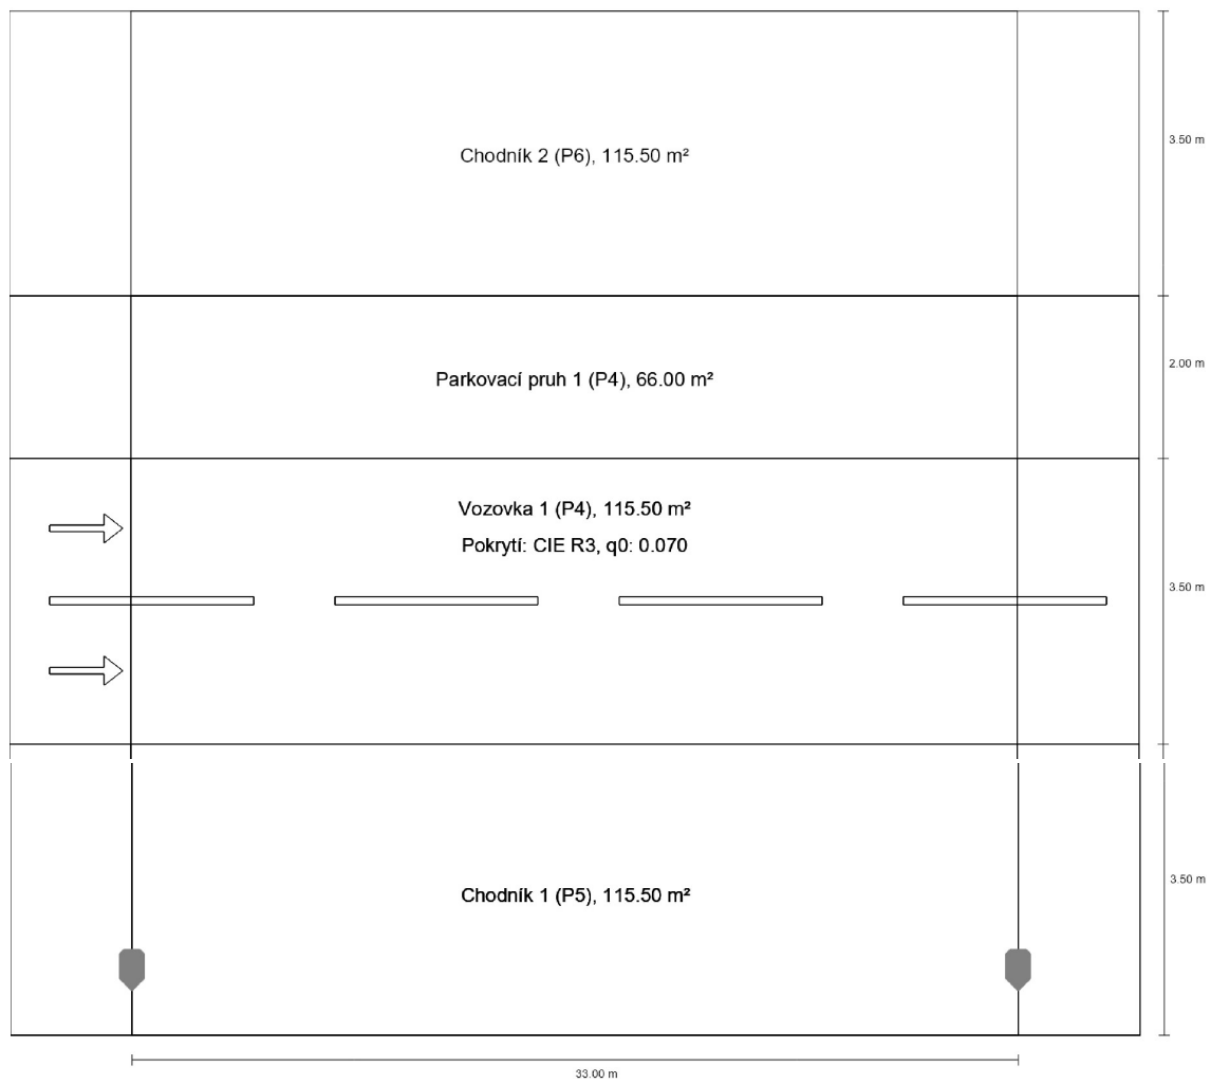 Chodník 2 (P6), 115.50 m²
3.50 m
Parkovací pruh 1 (P4), 66.00 m²
2.00 m
Vozovka 1 (P4), 115.50 m²
Pokrytí: CIE R3, q0: 0.070
3.50 m
Chodník 1 (P5), 115.50 m²
3.50 m
33.00 m